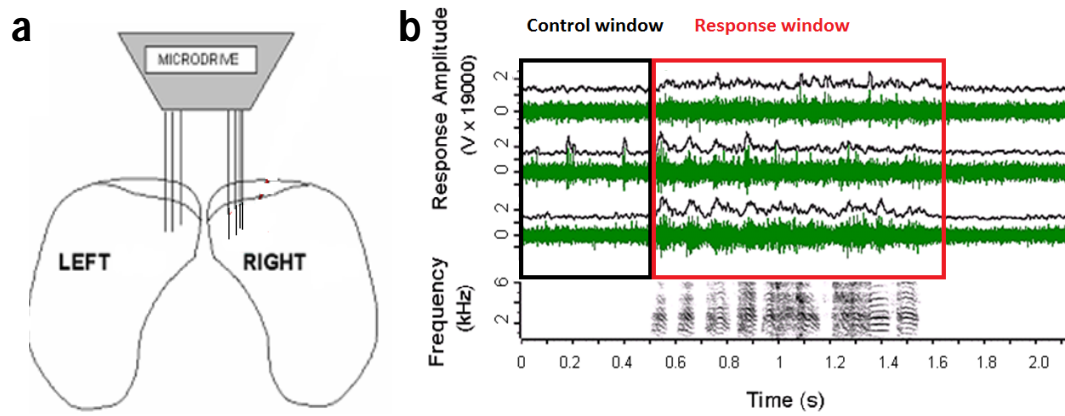 a
MICRODRIVE
LEFT
RIGHT
b
Control window
Response window
Response Amplitude
(V x 19000)
2
0
2
0
2
0
Frequency
(kHz)
6
2
0
0.2
0.4
0.6
0.8
1.0
1.2
1.4
1.6
1.8
2.0
Time (s)